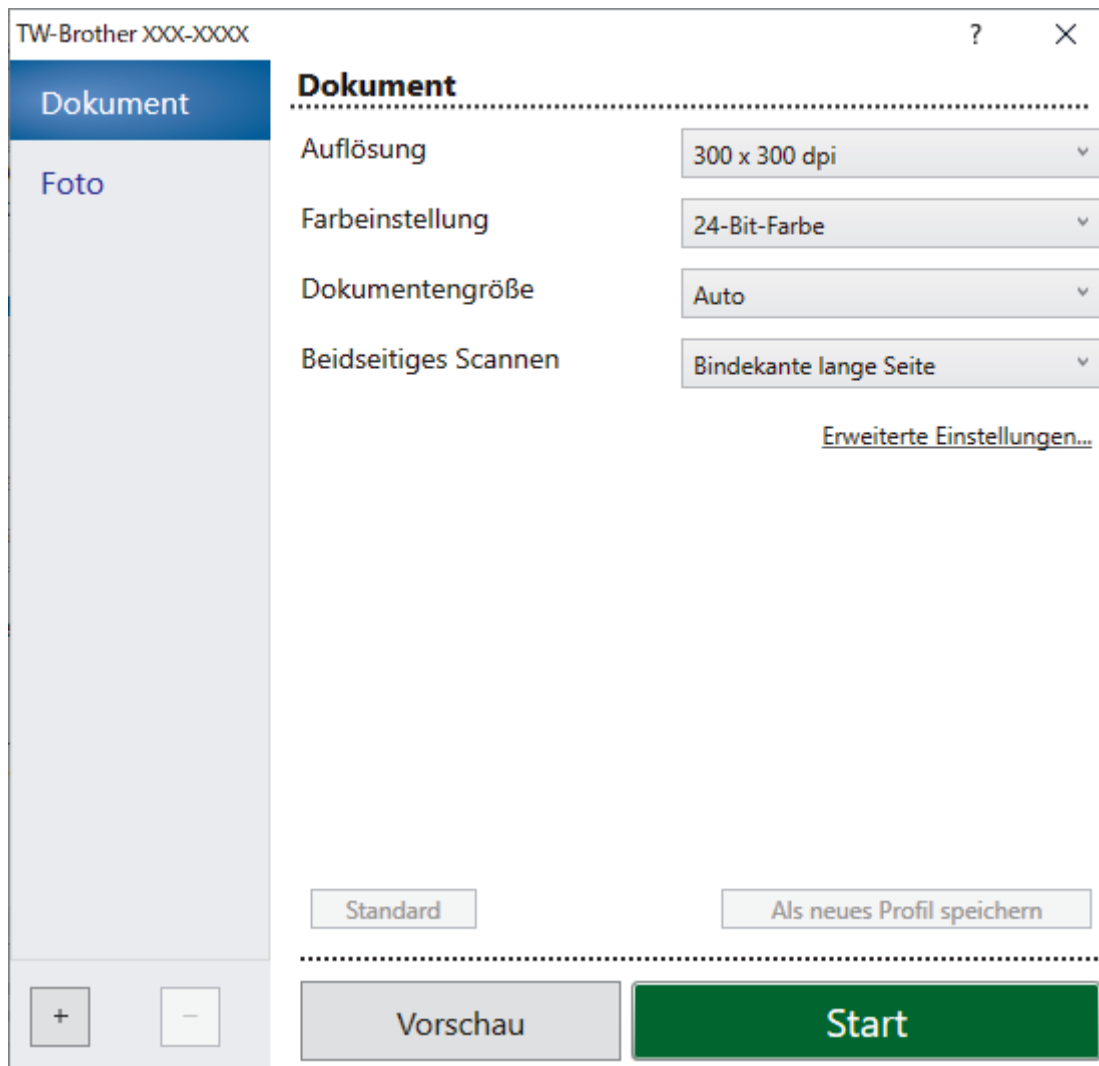 TW-Brother XXX-XXXX ?
Dokument
Foto
Dokument
Auflösung 300 x 300 dpi
Farbeinstellung 24-Bit-Farbe
Dokumentengröße Auto
Beidseitiges Scannen Bindekante lange Seite
Erweiterte Einstellungen...
Standard Als neues Profil speichern
+ −
Vorschau Start